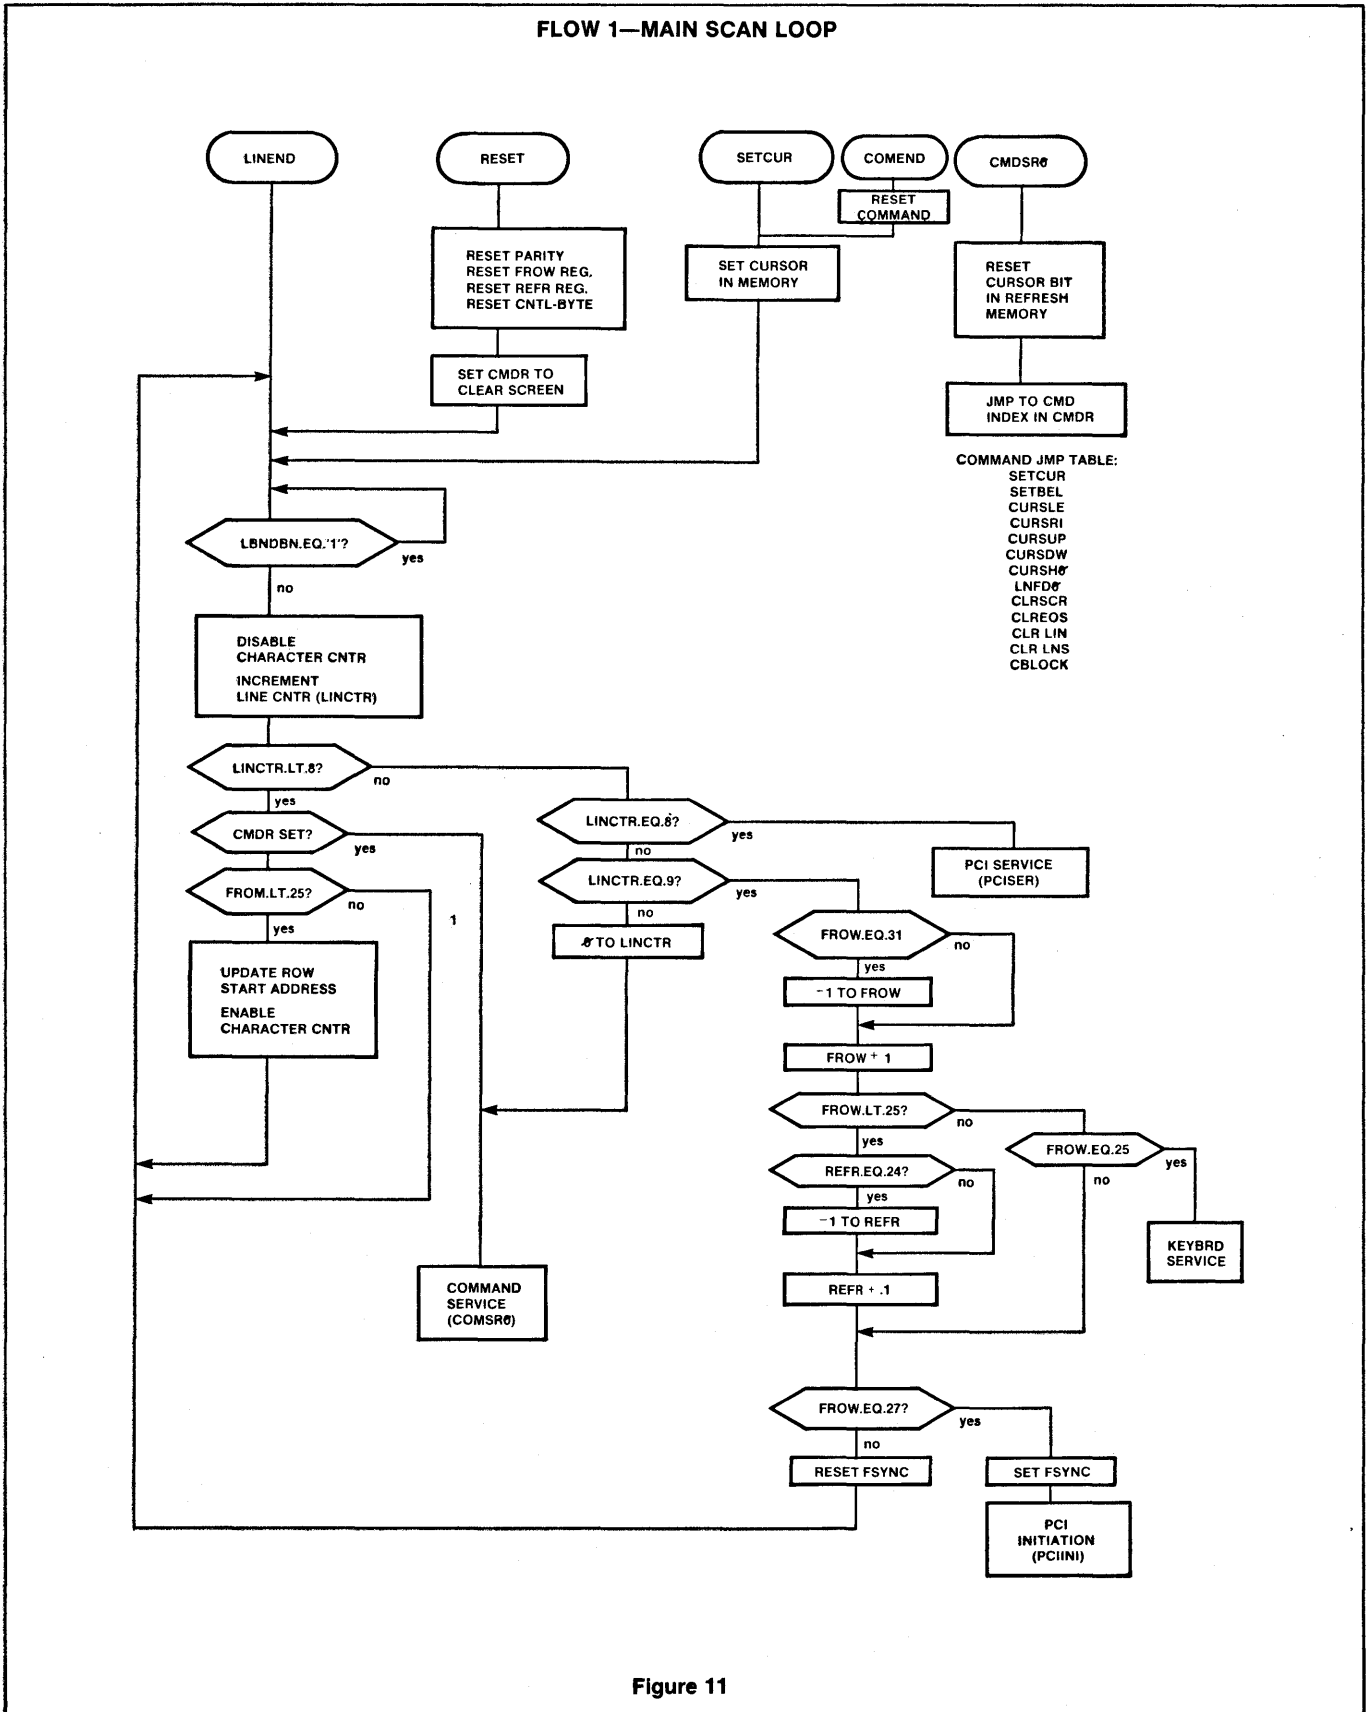 FLOW 1—MAIN SCAN LOOP
LINEND
RESET
SETCUR
COMEND
CMDSR0
RESET
COMMAND
RESET PARITY
RESET FROW REG.
RESET REFR REG.
RESET CNTL-BYTE
SET CURSOR
IN MEMORY
RESET
CURSOR BIT
IN REFRESH
MEMORY
SET CMDR TO
CLEAR SCREEN
JMP TO CMD
INDEX IN CMDR
COMMAND JMP TABLE:
SETCUR
SETBEL
CURSLE
CURSRI
CURSUP
CURSDW
CURSH0
LNFD0
CLRSCR
CLREOS
CLR LIN
CLR LNS
CBLOCK
LBNDBN.EQ.'1'?
yes
no
DISABLE
CHARACTER CNTR
INCREMENT
LINE CNTR (LINCTR)
LINCTR.LT.8?
no
yes
CMDR SET?
yes
FROM.LT.25?
no
yes
1
UPDATE ROW
START ADDRESS
ENABLE
CHARACTER CNTR
LINCTR.EQ.8?
yes
no
PCI SERVICE
(PCISER)
LINCTR.EQ.9?
yes
no
0 TO LINCTR
FROW.EQ.31
no
yes
-1 TO FROW
FROW + 1
FROW.LT.25?
no
yes
FROW.EQ.25
yes
no
REFR.EQ.24?
no
yes
-1 TO REFR
KEYBRD
SERVICE
REFR + .1
COMMAND
SERVICE
(COMSR0)
FROW.EQ.27?
yes
no
RESET FSYNC
SET FSYNC
PCI
INITIATION
(PCIINI)
Figure 11